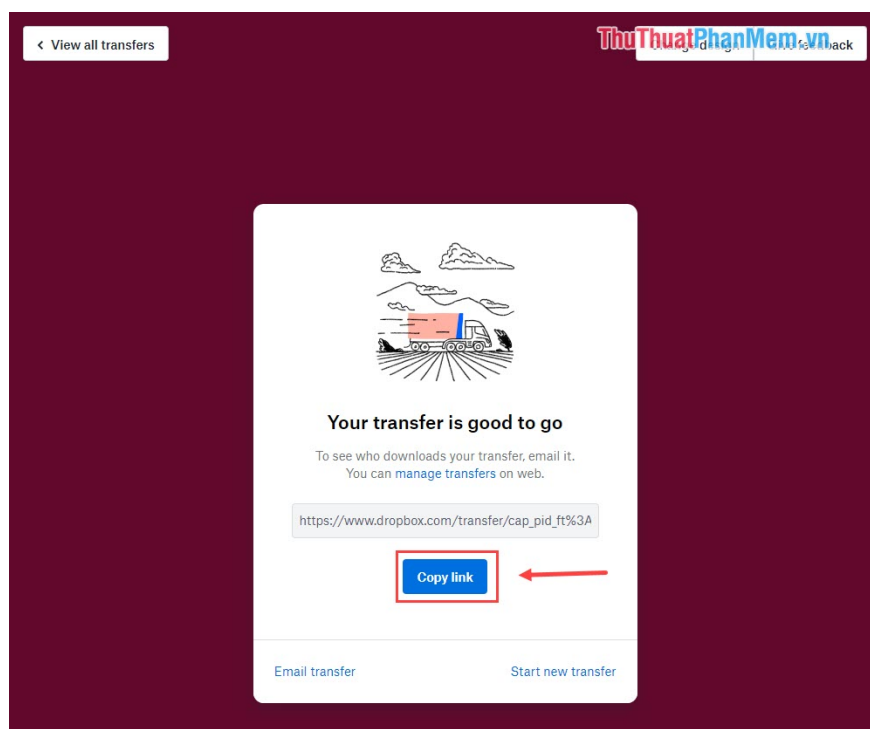 View all transfers
ThuThuatPhanMem.vn
Your transfer is good to go
To see who downloads your transfer, email it.
You can manage transfers on web.
https://www.dropbox.com/transfer/cap_pid_ft%3A
Copy link
Email transfer
Start new transfer